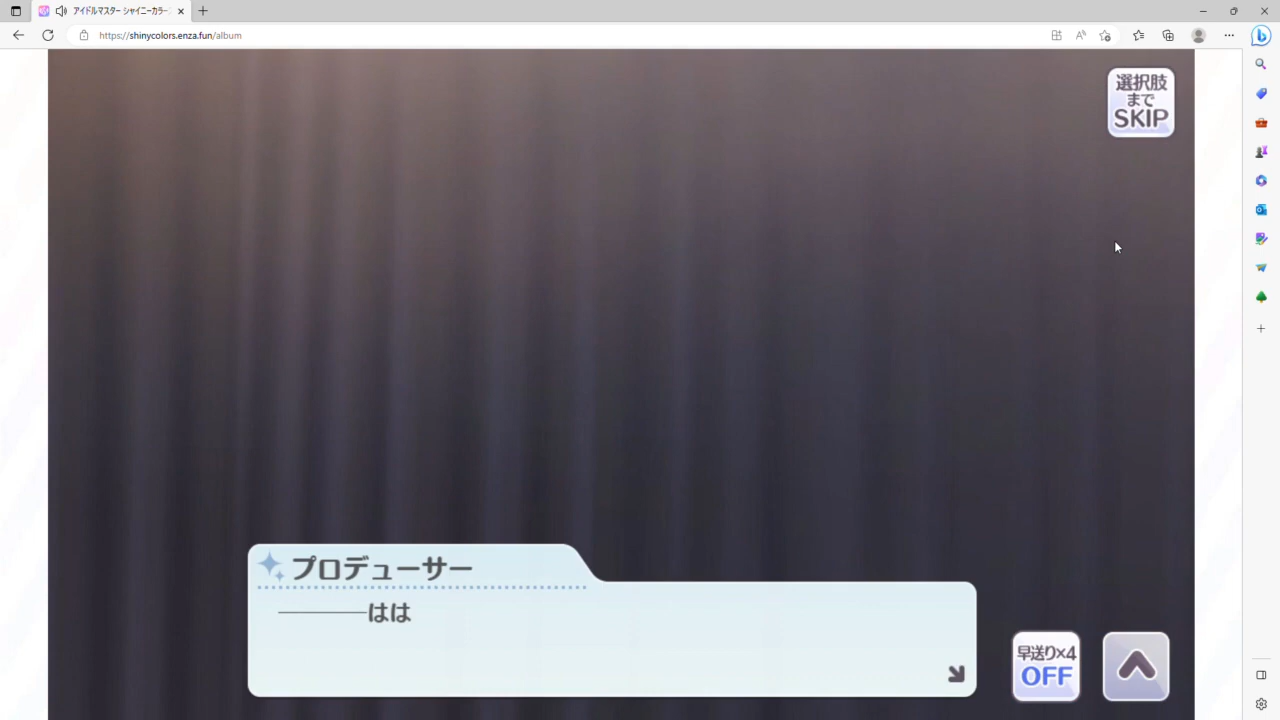 アイドルマスター シャイニーカラー
https://shinycolors.enza.fun/album
選択肢
まで
SKIP
プロデューサー
――――はは
早送り×4
OFF